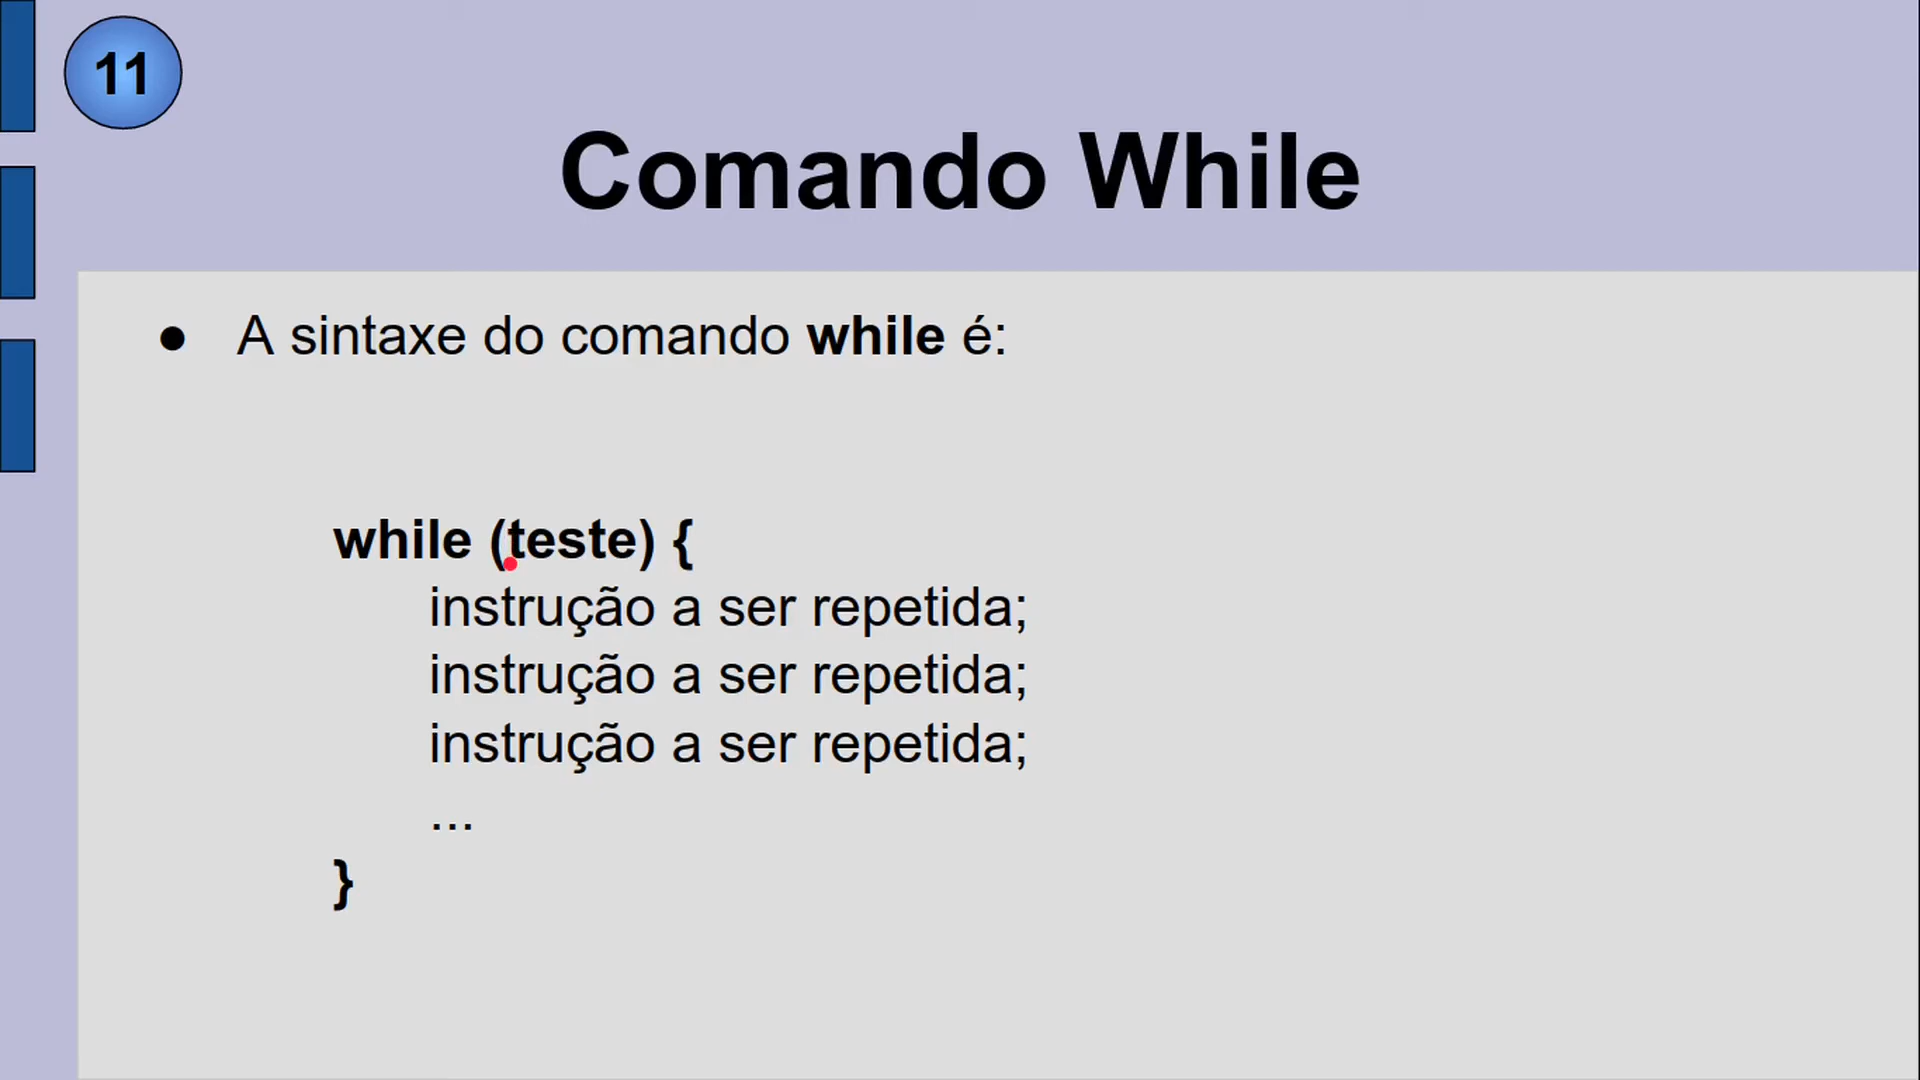 11
Comando While
● A sintaxe do comando while é:
while (teste) {
instrução a ser repetida;
instrução a ser repetida;
instrução a ser repetida;
...
}